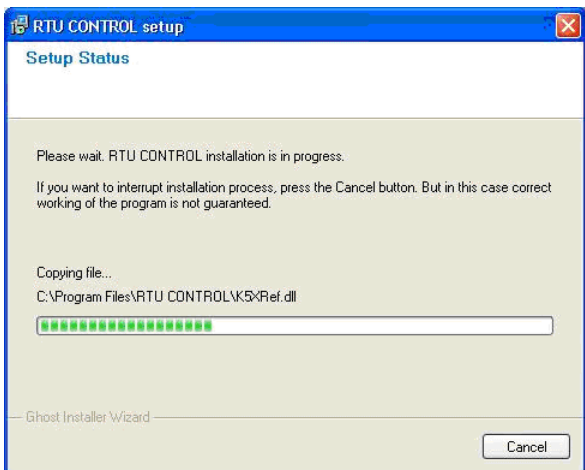 RTU CONTROL setup
Setup Status
Please wait. RTU CONTROL installation is in progress.
If you want to interrupt installation process, press the Cancel button. But in this case correct
working of the program is not guaranteed.
Copying file...
C:\Program Files\RTU CONTROL\K5XRef.dll
Ghost Installer Wizard
Cancel